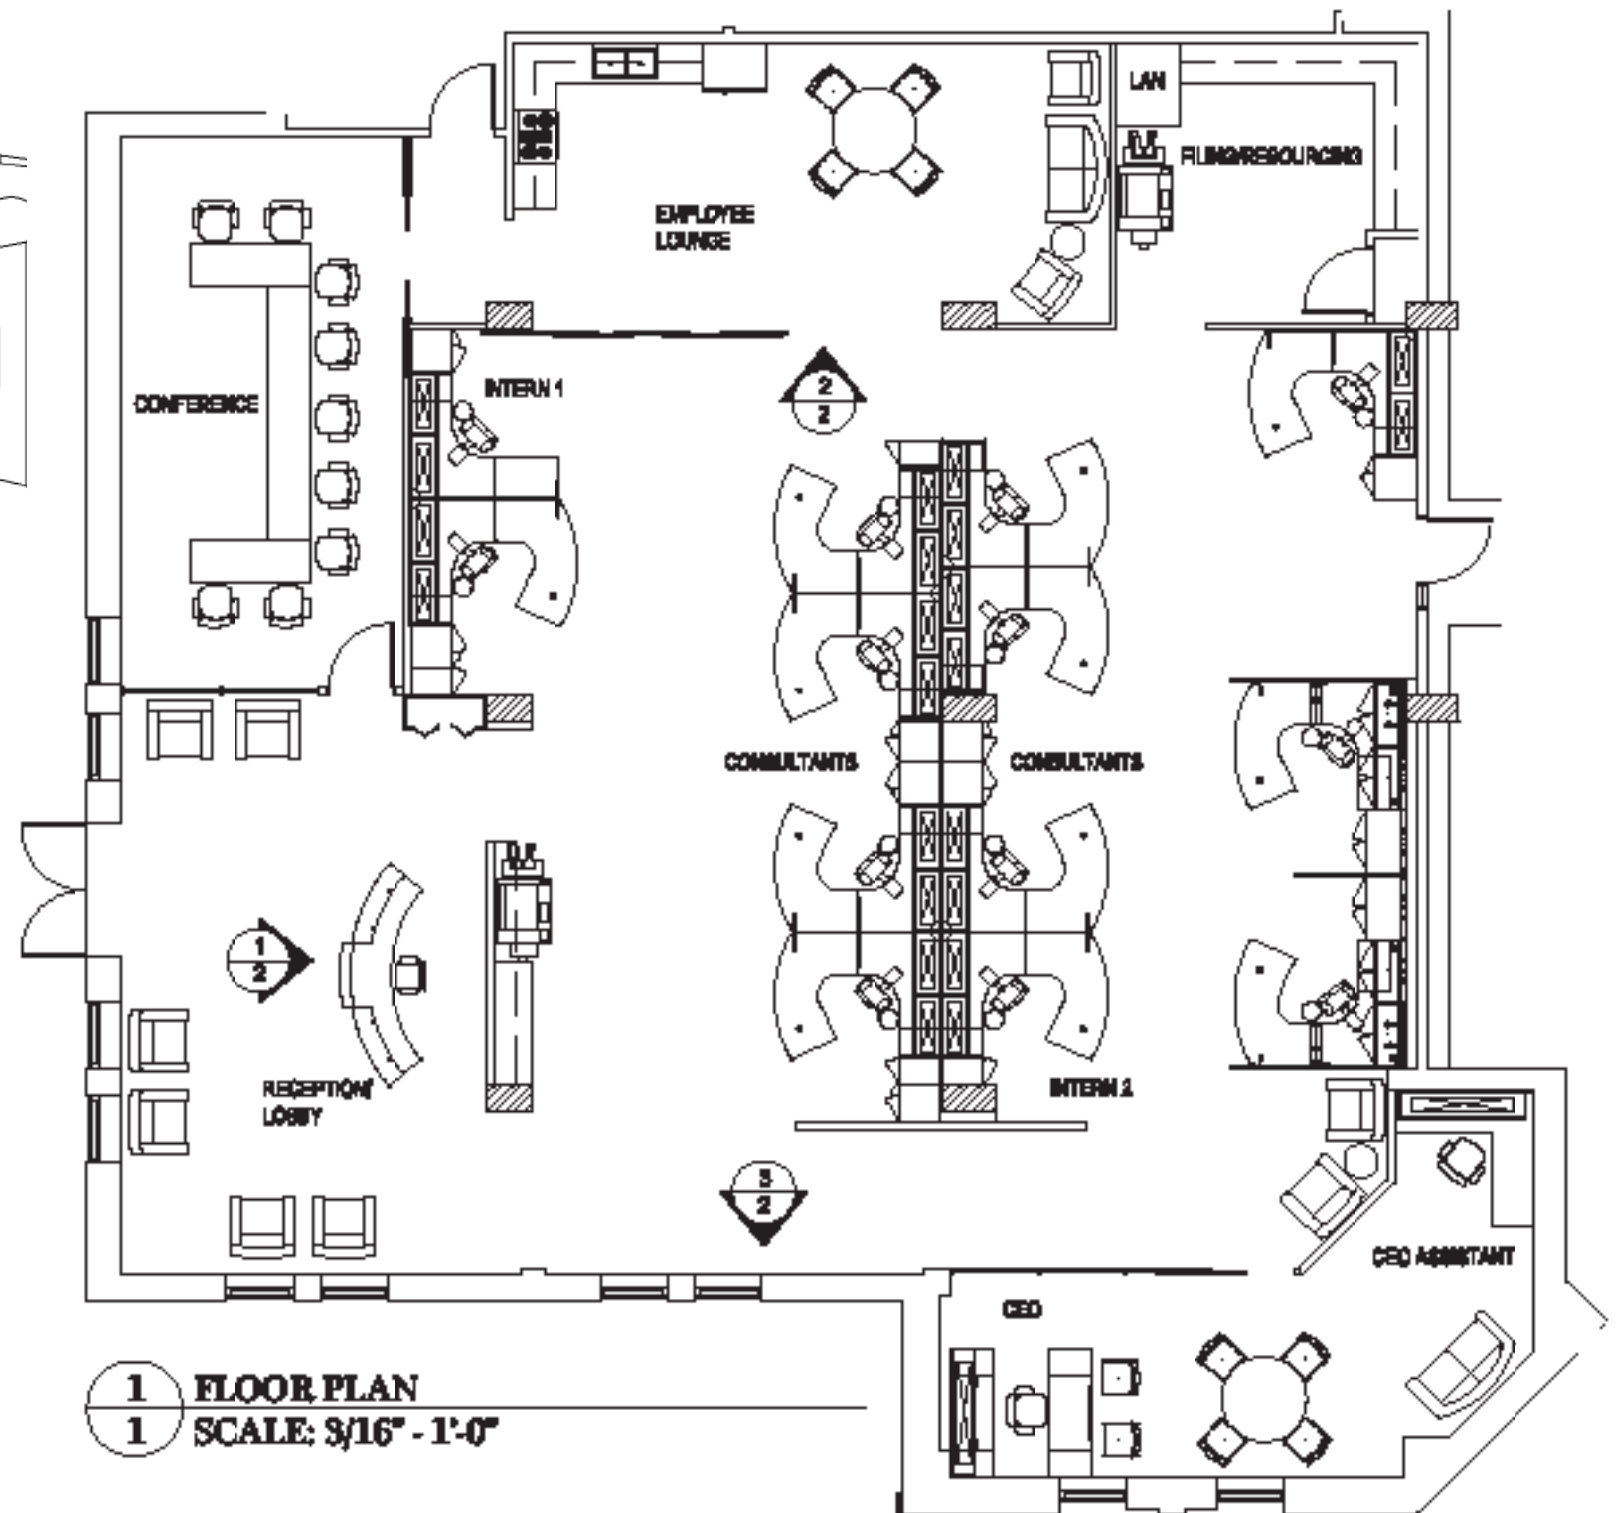 LAN
FILING/RESOURCING
EMPLOYEE
LOUNGE
CONFERENCE
INTERN 1
2
2
CONSULTANTS
CONSULTANTS
1
2
RECEPTION/
LOBBY
INTERN 2
3
2
CEO ASSISTANT
CEO
1
1
FLOOR PLAN
SCALE: 3/16" - 1'-0"